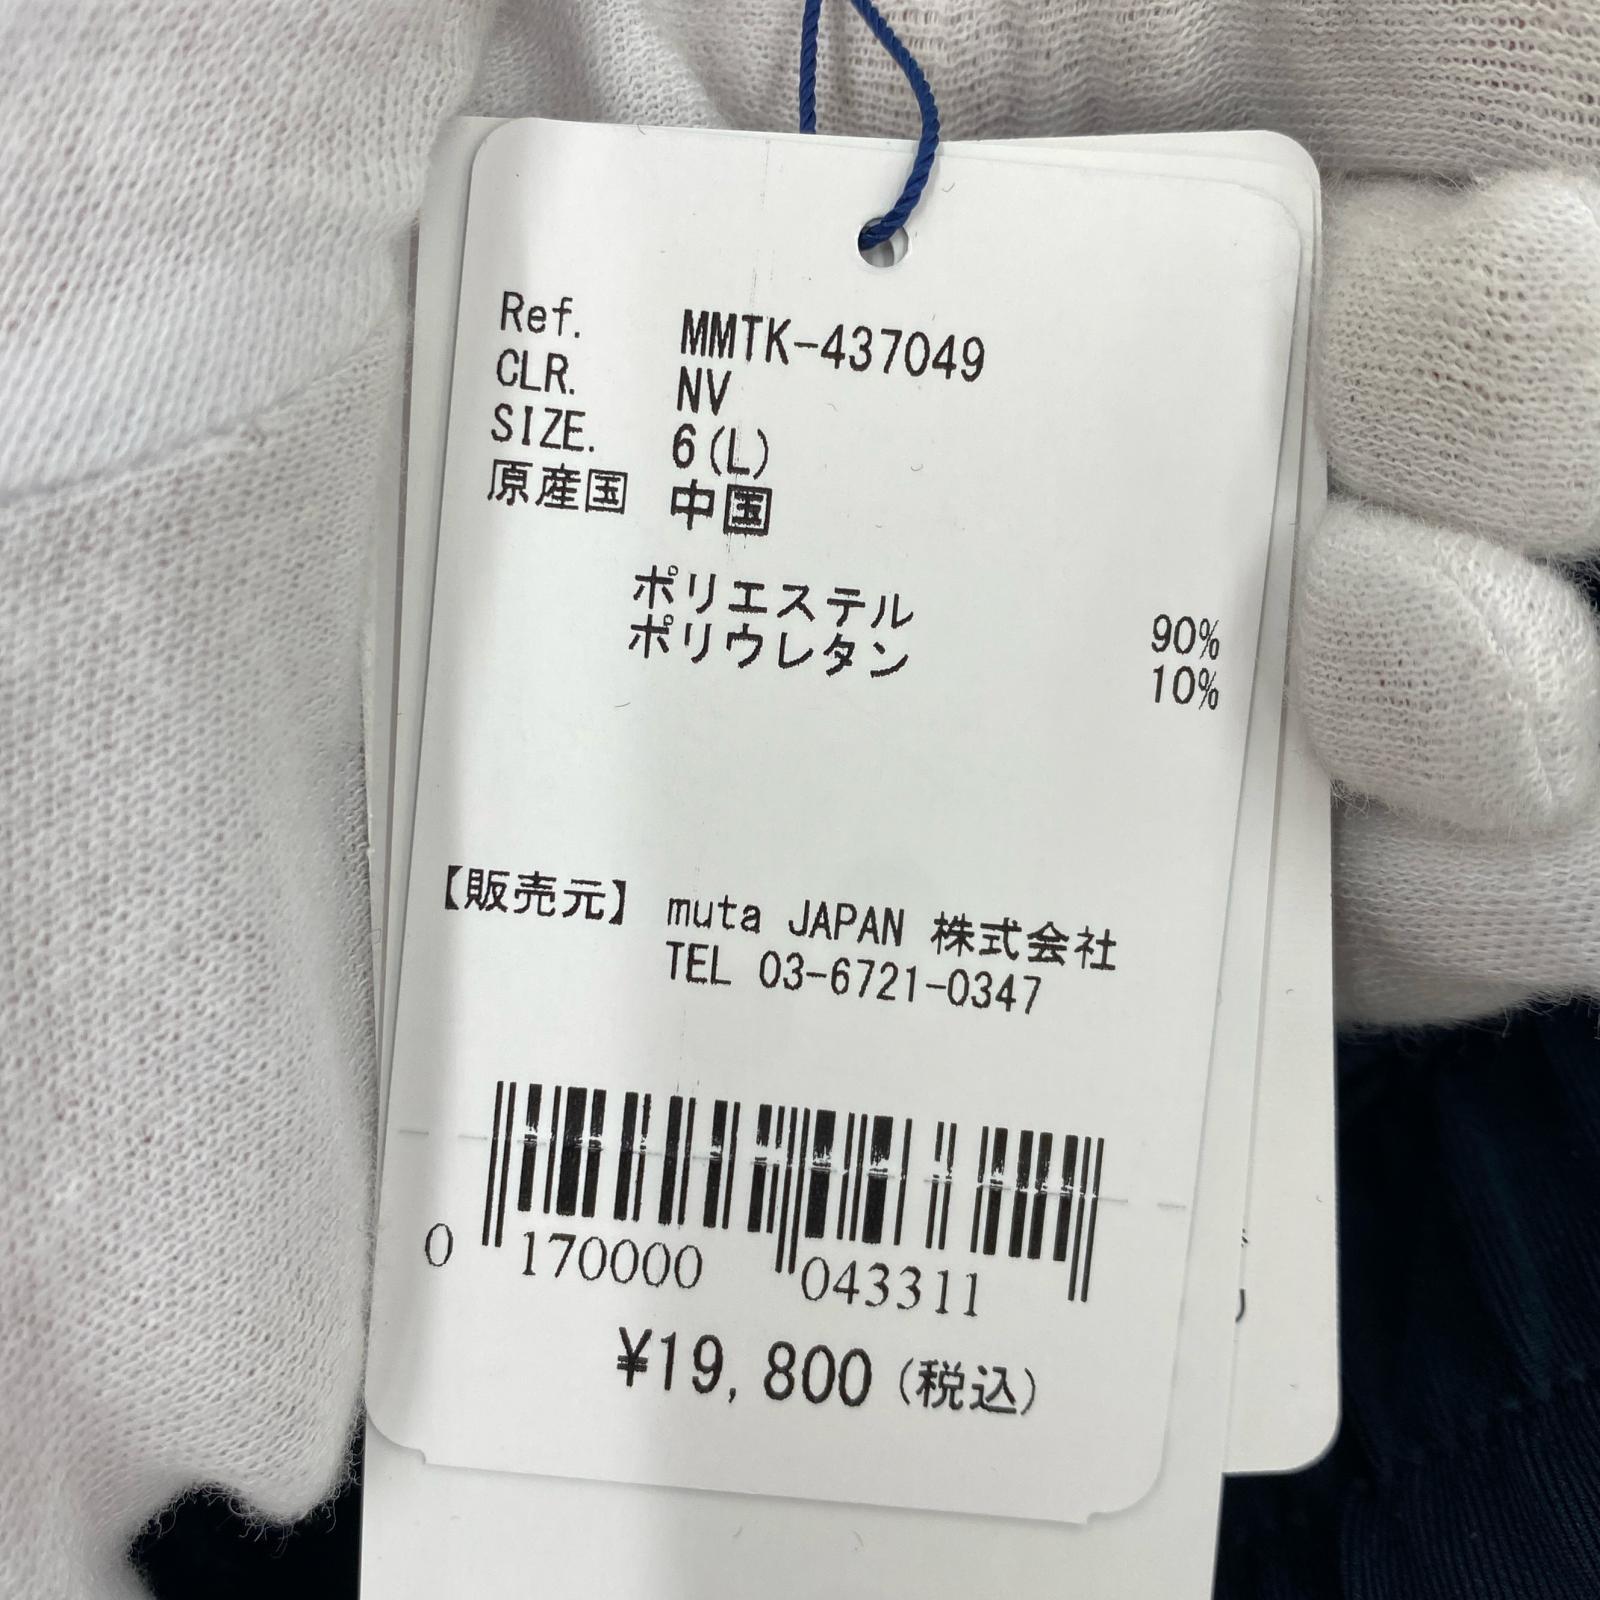 Ref. MMTK-437049
CLR. NV
SIZE. 6(L)
原産国 中国
ポリエステル 90%
ポリウレタン 10%
【販売元】 muta JAPAN 株式会社
TEL 03-6721-0347
0 170000 043311
¥19,800(税込)